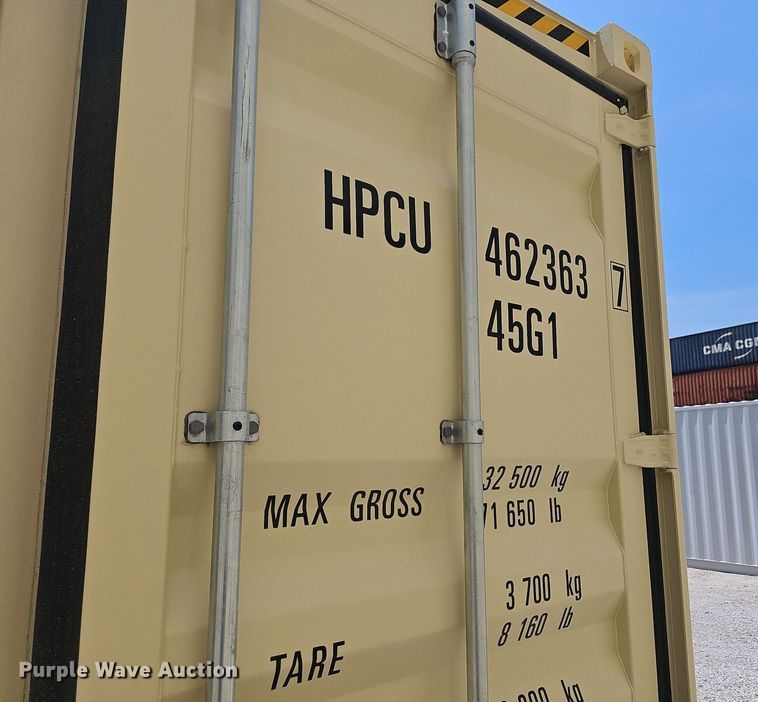 HPCU 462363 7
45G1
MAX GROSS 32 500 kg
71 650 lb
TARE 3 700 kg
8 160 lb
kg
CMA CGM
Purple Wave Auction